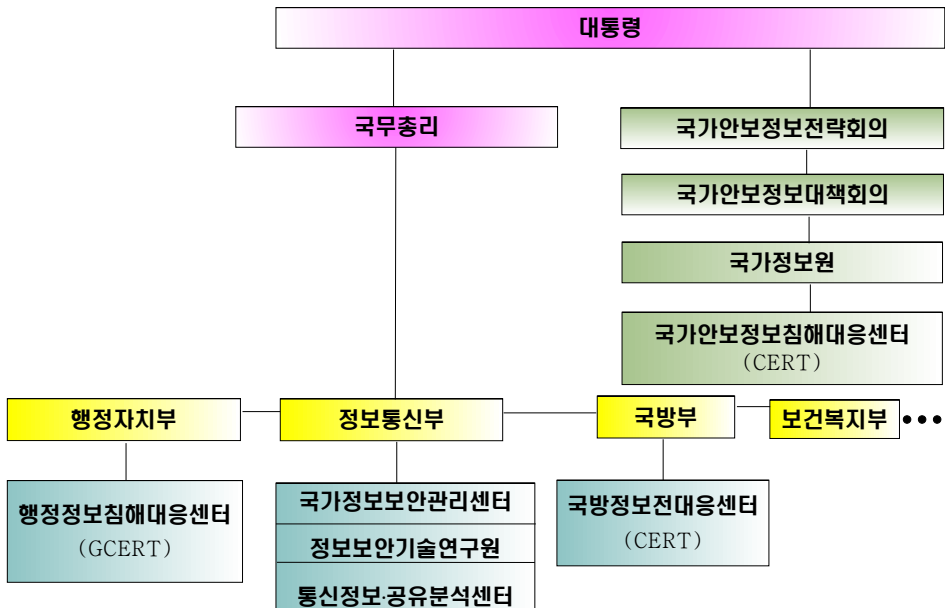 대통령
국무총리
국가안보정보전략회의
국가안보정보대책회의
국가정보원
국가안보정보침해대응센터
(CERT)
행정자치부
정보통신부
국방부
보건복지부 •••
행정정보침해대응센터
(GCERT)
국가정보보안관리센터
정보보안기술연구원
통신정보·공유분석센터
국방정보전대응센터
(CERT)